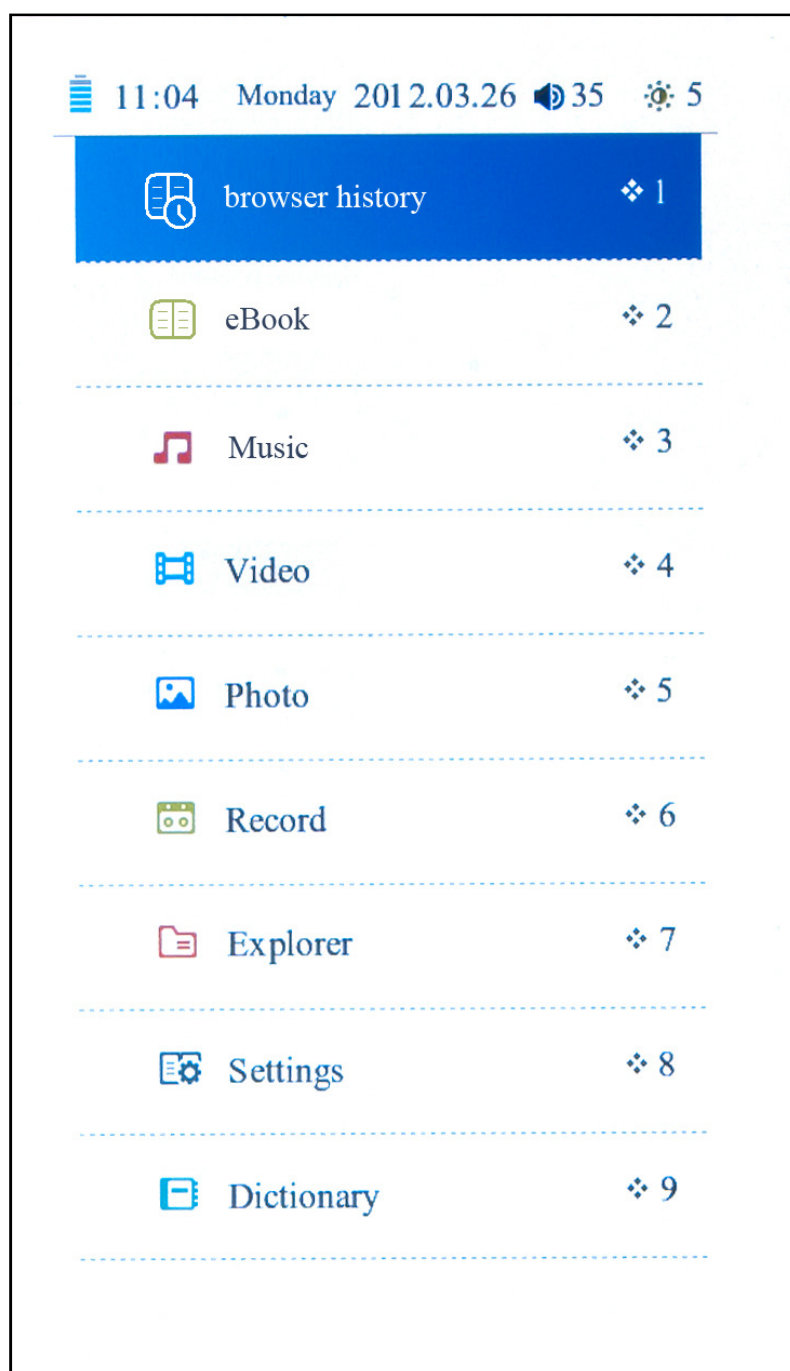 11:04 Monday 2012.03.26 35 5
browser history 1
eBook 2
Music 3
Video 4
Photo 5
Record 6
Explorer 7
Settings 8
Dictionary 9